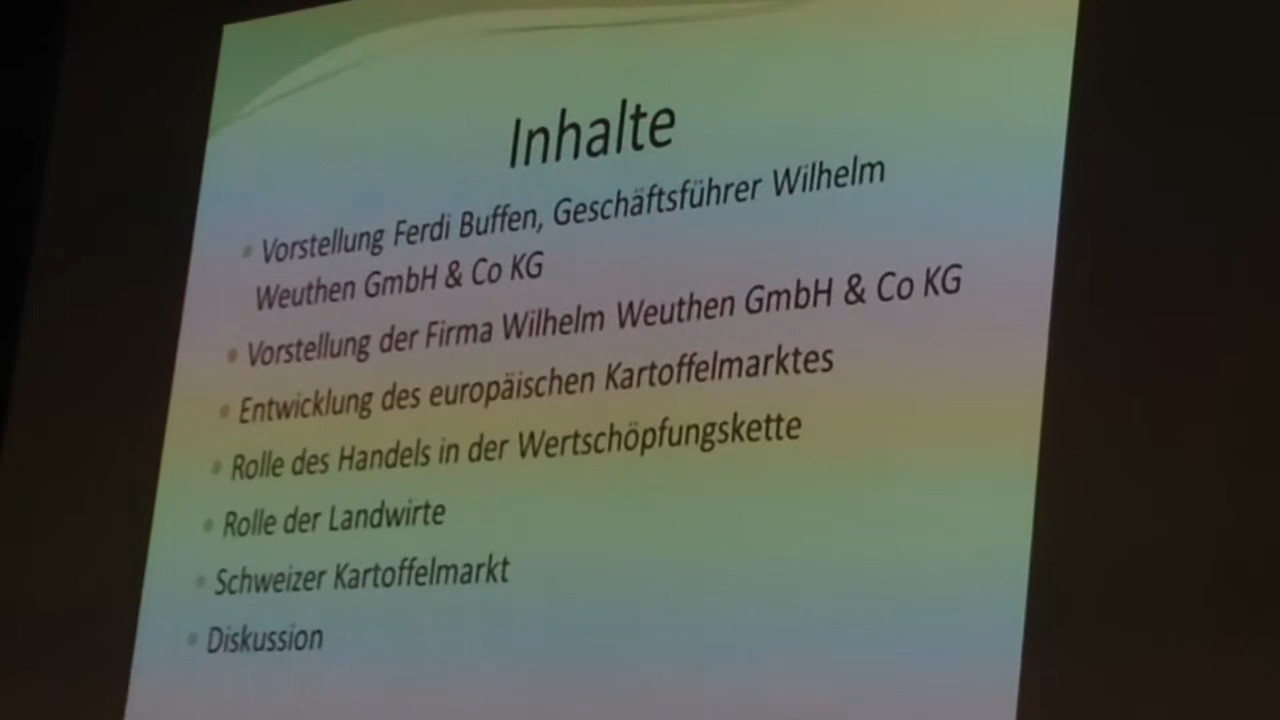 Inhalte
Vorstellung Ferdi Buffen, Geschäftsführer Wilhelm
Weuthen GmbH & Co KG
Vorstellung der Firma Wilhelm Weuthen GmbH & Co KG
Entwicklung des europäischen Kartoffelmarktes
Rolle des Handels in der Wertschöpfungskette
Rolle der Landwirte
Schweizer Kartoffelmarkt
Diskussion